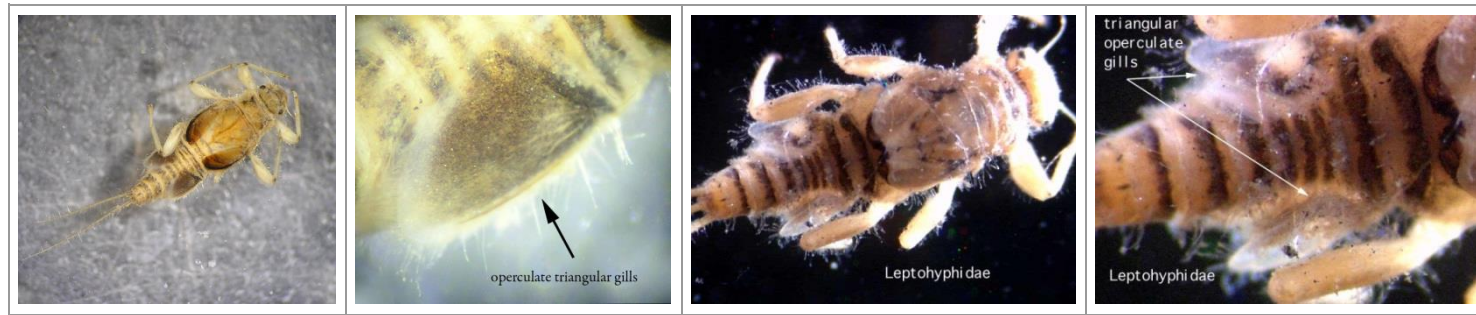 operculate triangular gills
Leptohyphidae
triangular
operculate
gills
Leptohyphidae